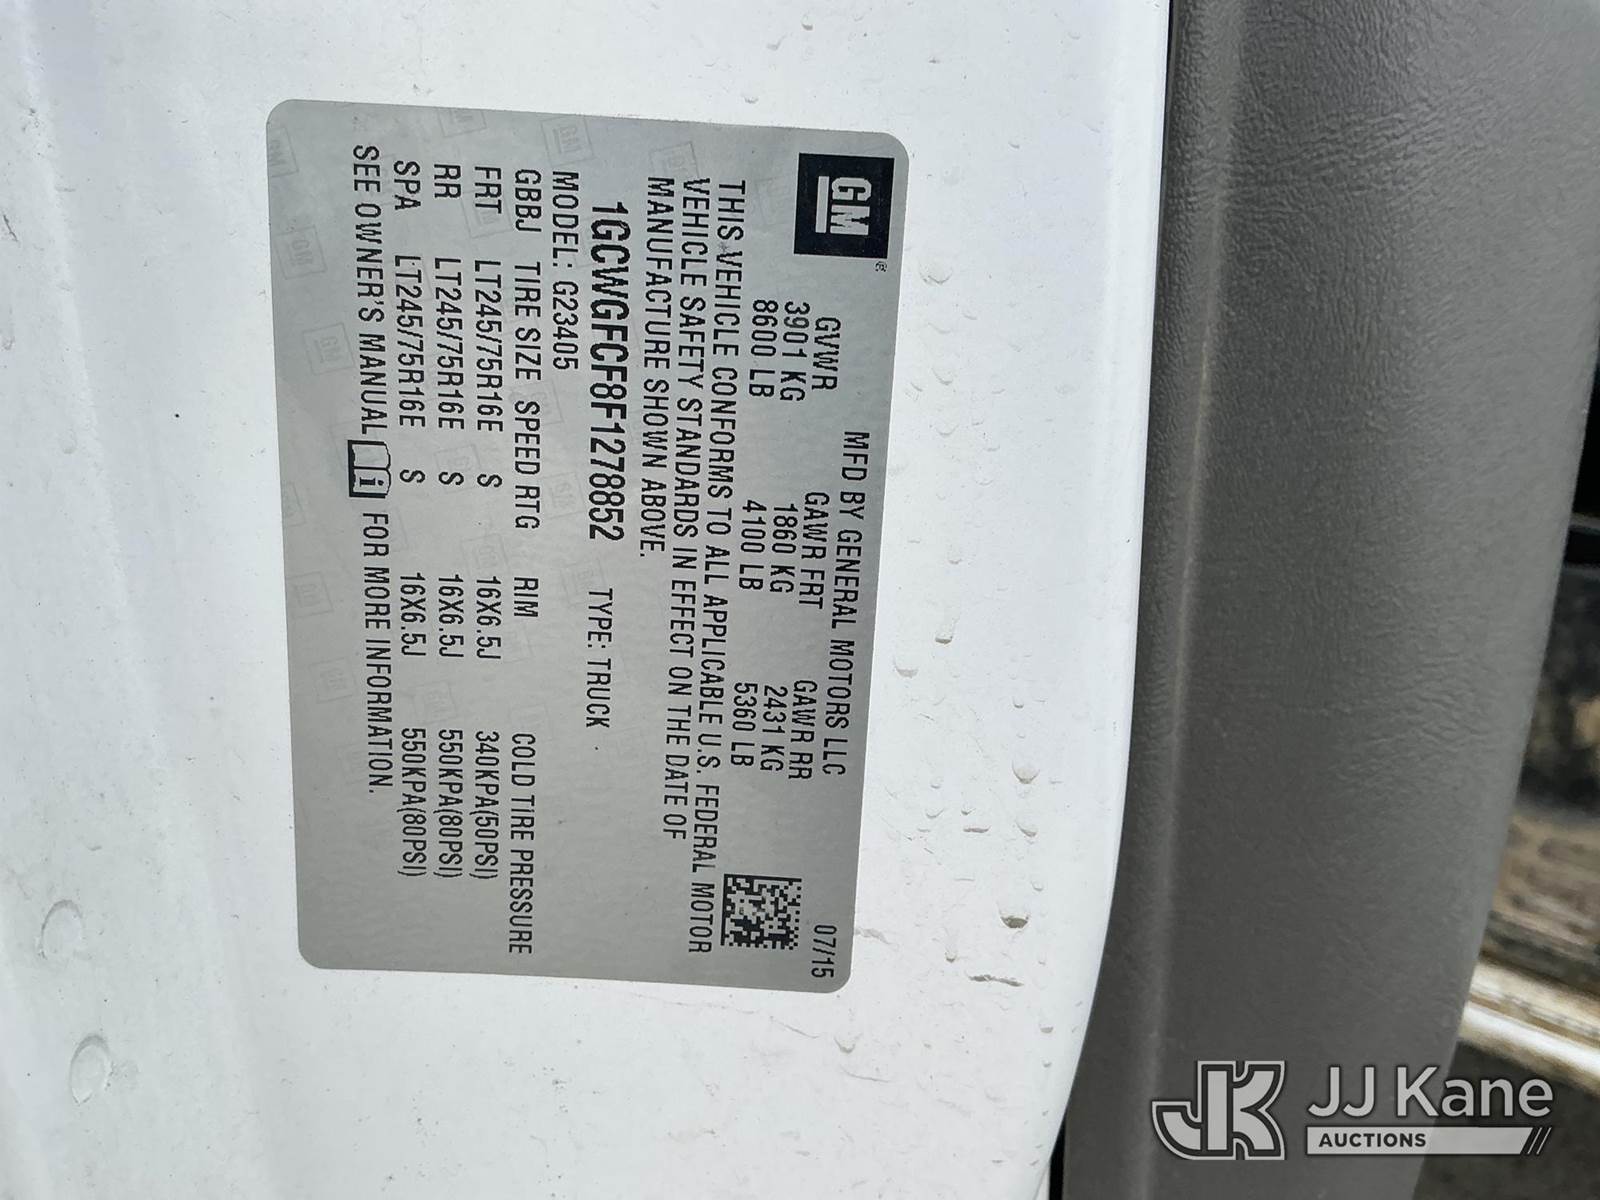 GM ®
MFD BY GENERAL MOTORS LLC 07/15
GVWR GAWR FRT GAWR RR
3901 KG 1860 KG 2431 KG
8600 LB 4100 LB 5360 LB
THIS VEHICLE CONFORMS TO ALL APPLICABLE U.S. FEDERAL MOTOR
VEHICLE SAFETY STANDARDS IN EFFECT ON THE DATE OF
MANUFACTURE SHOWN ABOVE.
1GCWGFCF8F1278852 TYPE: TRUCK
MODEL: G23405
GBBJ TIRE SIZE SPEED RTG RIM COLD TIRE PRESSURE
FRT LT245/75R16E S 16X6.5J 340KPA(50PSI)
RR LT245/75R16E S 16X6.5J 550KPA(80PSI)
SPA LT245/75R16E S 16X6.5J 550KPA(80PSI)
SEE OWNER'S MANUAL i FOR MORE INFORMATION.
JK JJ Kane
AUCTIONS